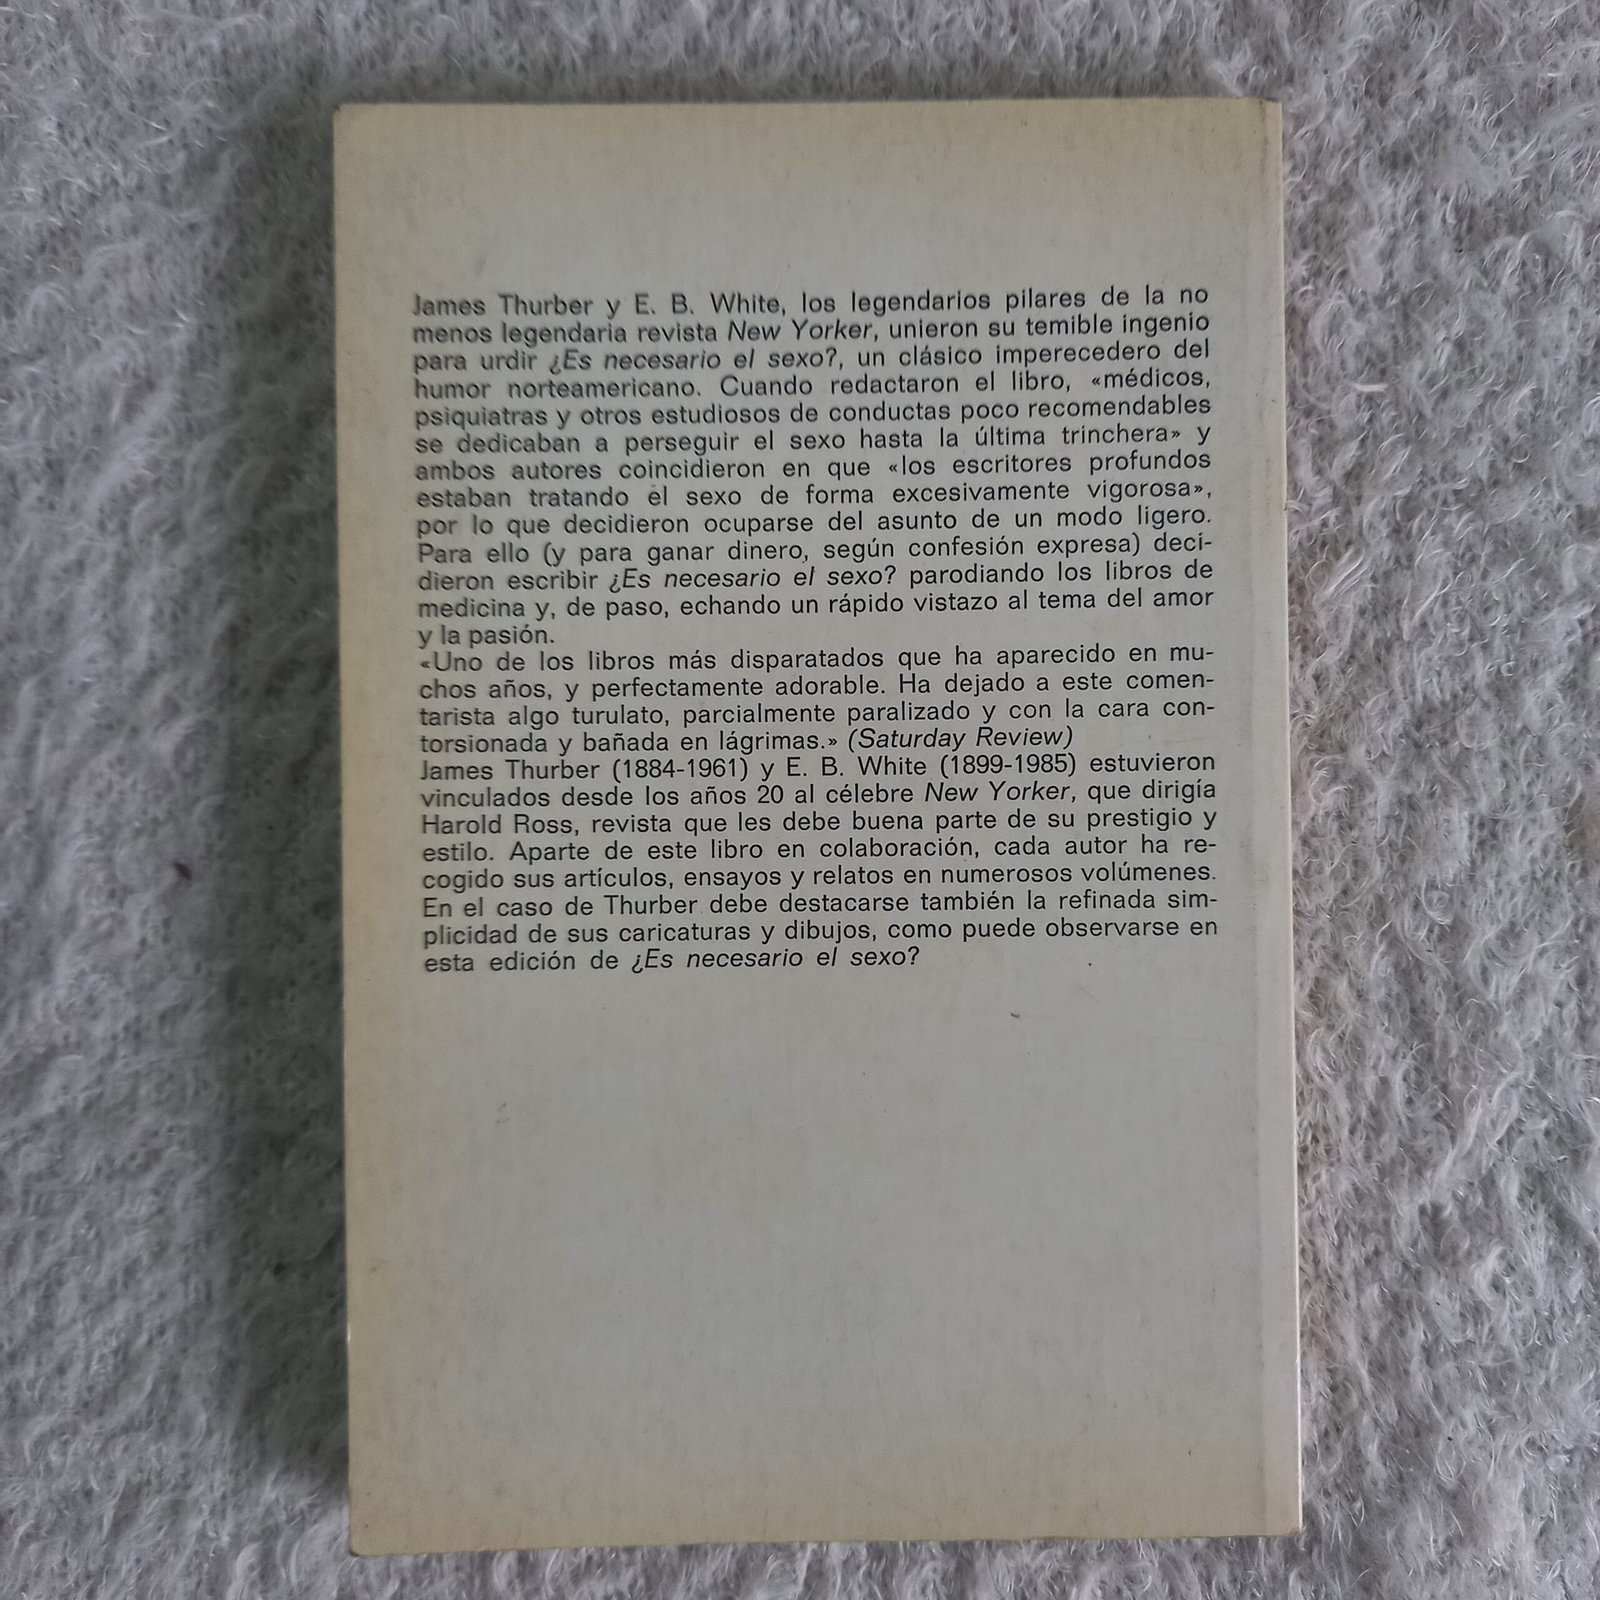 James Thurber y E. B. White, los legendarios pilares de la no
menos legendaria revista New Yorker, unieron su temible ingenio
para urdir ¿Es necesario el sexo?, un clásico imperecedero del
humor norteamericano. Cuando redactaron el libro, «médicos,
psiquiatras y otros estudiosos de conductas poco recomendables
se dedicaban a perseguir el sexo hasta la última trinchera» y
ambos autores coincidieron en que «los escritores profundos
estaban tratando el sexo de forma excesivamente vigorosa»,
por lo que decidieron ocuparse del asunto de un modo ligero.
Para ello (y para ganar dinero, según confesión expresa) deci-
dieron escribir ¿Es necesario el sexo? parodiando los libros de
medicina y, de paso, echando un rápido vistazo al tema del amor
y la pasión.
«Uno de los libros más disparatados que ha aparecido en mu-
chos años, y perfectamente adorable. Ha dejado a este comen-
tarista algo turulato, parcialmente paralizado y con la cara con-
torsionada y bañada en lágrimas.» (Saturday Review)
James Thurber (1884-1961) y E. B. White (1899-1985) estuvieron
vinculados desde los años 20 al célebre New Yorker, que dirigía
Harold Ross, revista que les debe buena parte de su prestigio y
estilo. Aparte de este libro en colaboración, cada autor ha re-
cogido sus artículos, ensayos y relatos en numerosos volúmenes.
En el caso de Thurber debe destacarse también la refinada sim-
plicidad de sus caricaturas y dibujos, como puede observarse en
esta edición de ¿Es necesario el sexo?